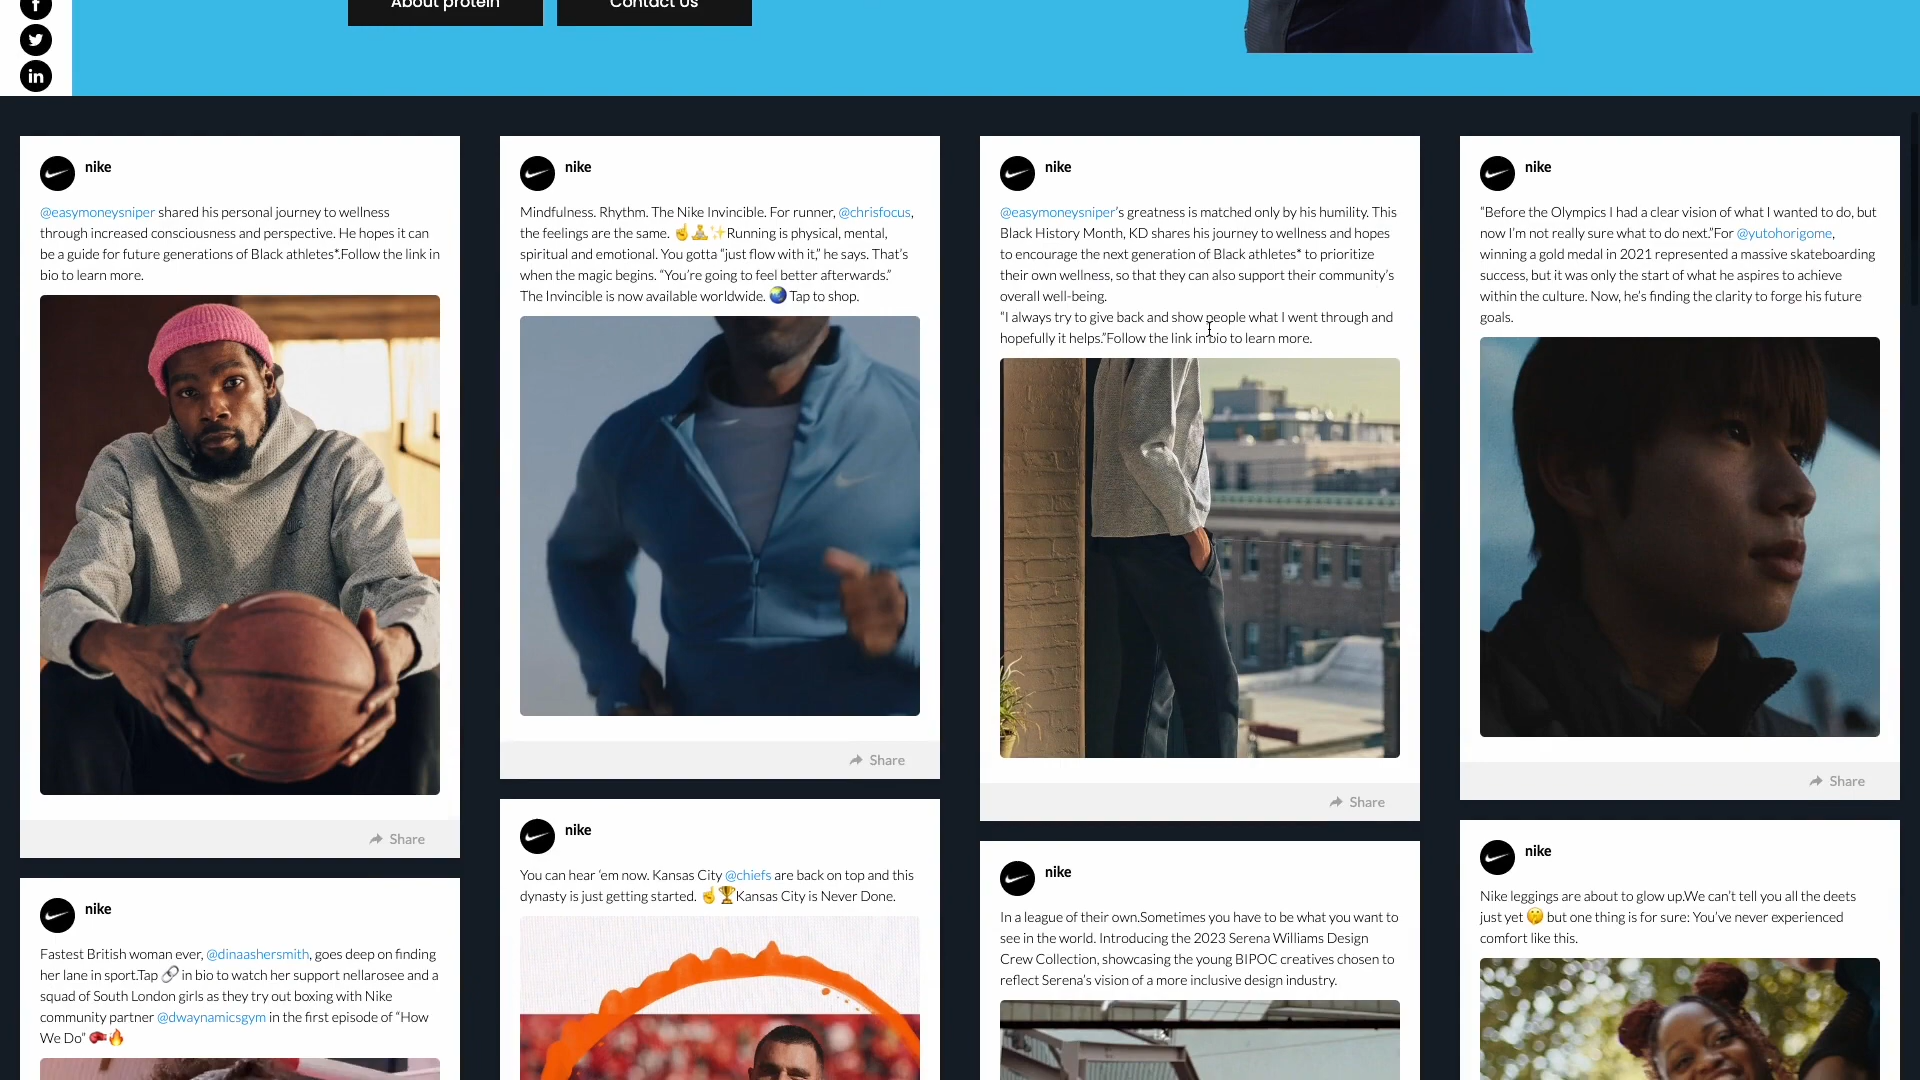 About protein
Contact Us
nike
@easymoneysniper shared his personal journey to wellness
through increased consciousness and perspective. He hopes it can
be a guide for future generations of Black athletes*.Follow the link in
bio to learn more.
Share
nike
Fastest British woman ever, @dinaashersmith, goes deep on finding
her lane in sport.Tap 🔗 in bio to watch her support nellarosee and a
squad of South London girls as they try out boxing with Nike
community partner @dwaynamicsgym in the first episode of “How
We Do” 🥊🔥
nike
Mindfulness. Rhythm. The Nike Invincible. For runner, @chrisfocus,
the feelings are the same. ☝️🧘✨Running is physical, mental,
spiritual and emotional. You gotta “just flow with it,” he says. That’s
when the magic begins. “You’re going to feel better afterwards.”
The Invincible is now available worldwide. 🌏 Tap to shop.
Share
nike
You can hear ‘em now. Kansas City @chiefs are back on top and this
dynasty is just getting started. ☝️🏆Kansas City is Never Done.
nike
@easymoneysniper’s greatness is matched only by his humility. This
Black History Month, KD shares his journey to wellness and hopes
to encourage the next generation of Black athletes* to prioritize
their own wellness, so that they can also support their community’s
overall well-being.
“I always try to give back and show people what I went through and
hopefully it helps.”Follow the link in bio to learn more.
Share
nike
In a league of their own.Sometimes you have to be what you want to
see in the world. Introducing the 2023 Serena Williams Design
Crew Collection, showcasing the young BIPOC creatives chosen to
reflect Serena’s vision of a more inclusive design industry.
nike
“Before the Olympics I had a clear vision of what I wanted to do, but
now I’m not really sure what to do next.”For @yutohorigome,
winning a gold medal in 2021 represented a massive skateboarding
success, but it was only the start of what he aspires to achieve
within the culture. Now, he’s finding the clarity to forge his future
goals.
Share
nike
Nike leggings are about to glow up.We can’t tell you all the deets
just yet 🤫 but one thing is for sure: You’ve never experienced
comfort like this.